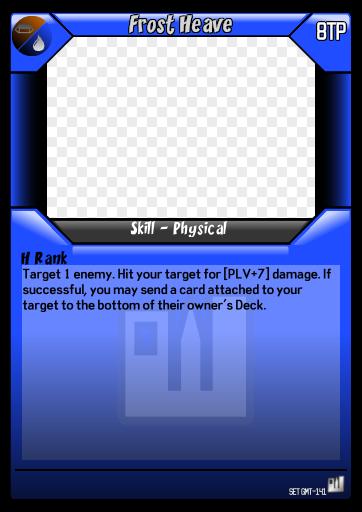 Frost Heave
8TP
Skill - Physical
H Rank
Target 1 enemy. Hit your target for [PLV+7] damage. If
successful, you may send a card attached to your
target to the bottom of their owner's Deck.
SET GMT-141